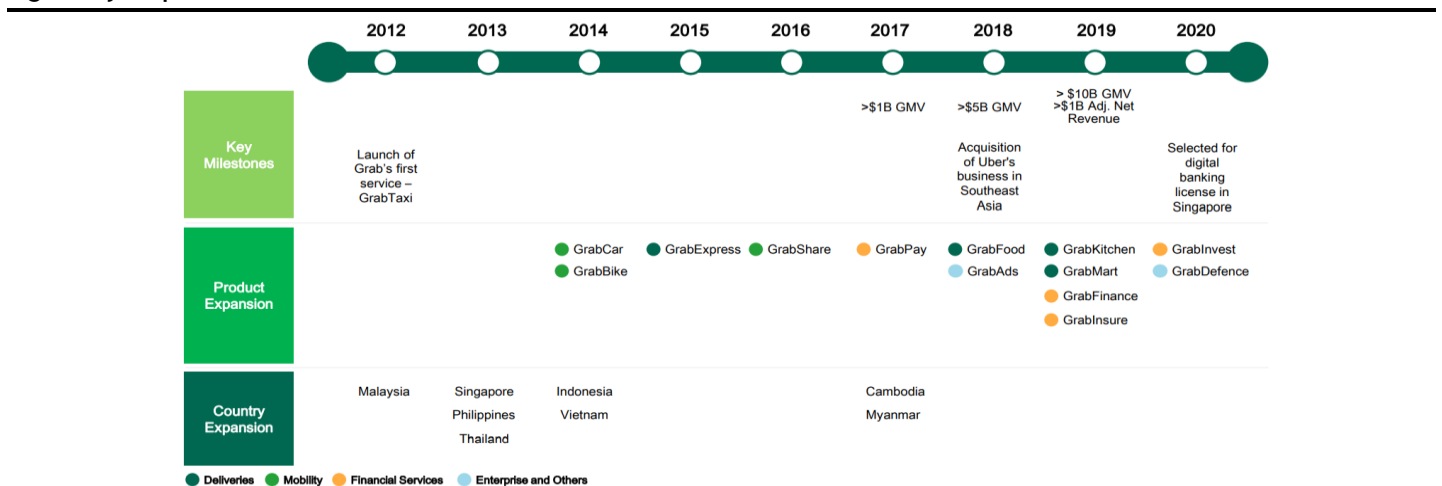 2012 2013 2014 2015 2016 2017 2018 2019 2020
Key
Milestones
Launch of
Grab's first
service –
GrabTaxi
>$1B GMV
>$5B GMV
Acquisition
of Uber's
business in
Southeast
Asia
> $10B GMV
>$1B Adj. Net
Revenue
Selected for
digital
banking
license in
Singapore
Product
Expansion
GrabCar
GrabBike
GrabExpress
GrabShare
GrabPay
GrabFood
GrabAds
GrabKitchen
GrabMart
GrabFinance
GrabInsure
GrabInvest
GrabDefence
Country
Expansion
Malaysia
Singapore
Philippines
Thailand
Indonesia
Vietnam
Cambodia
Myanmar
Deliveries Mobility Financial Services Enterprise and Others